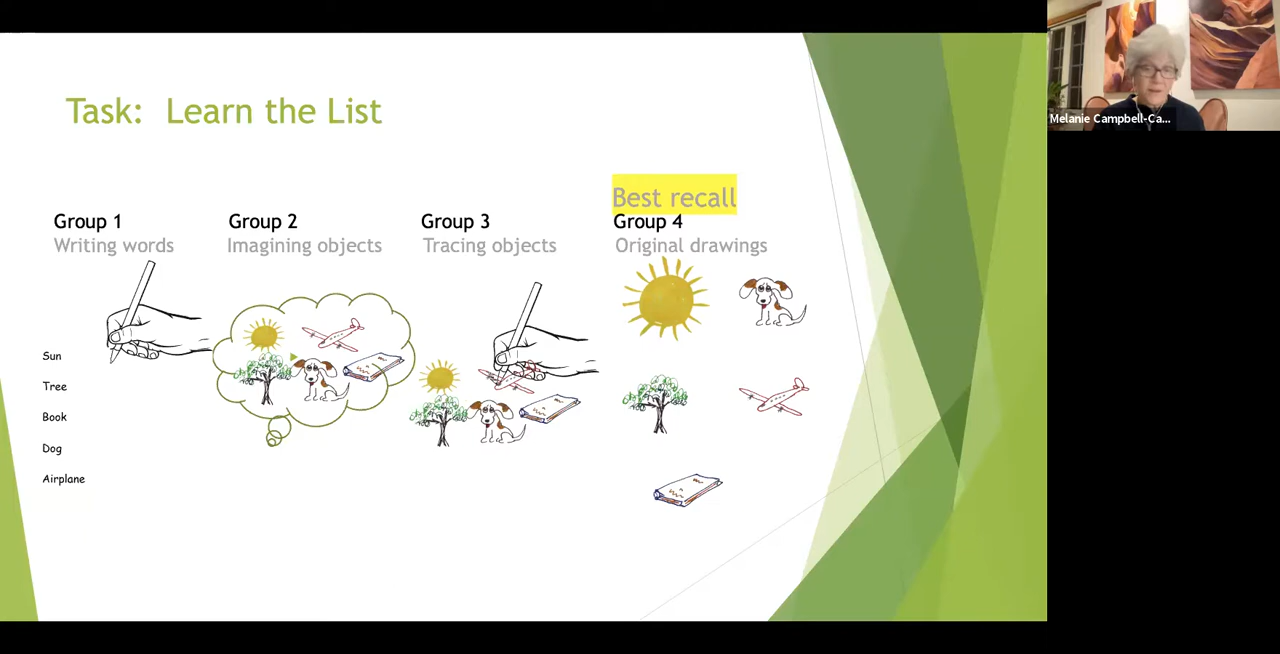 Task: Learn the List
Melanie Campbell-Ca...
Best recall
Group 1
Writing words
Group 2
Imagining objects
Group 3
Tracing objects
Group 4
Original drawings
Sun
Tree
Book
Dog
Airplane